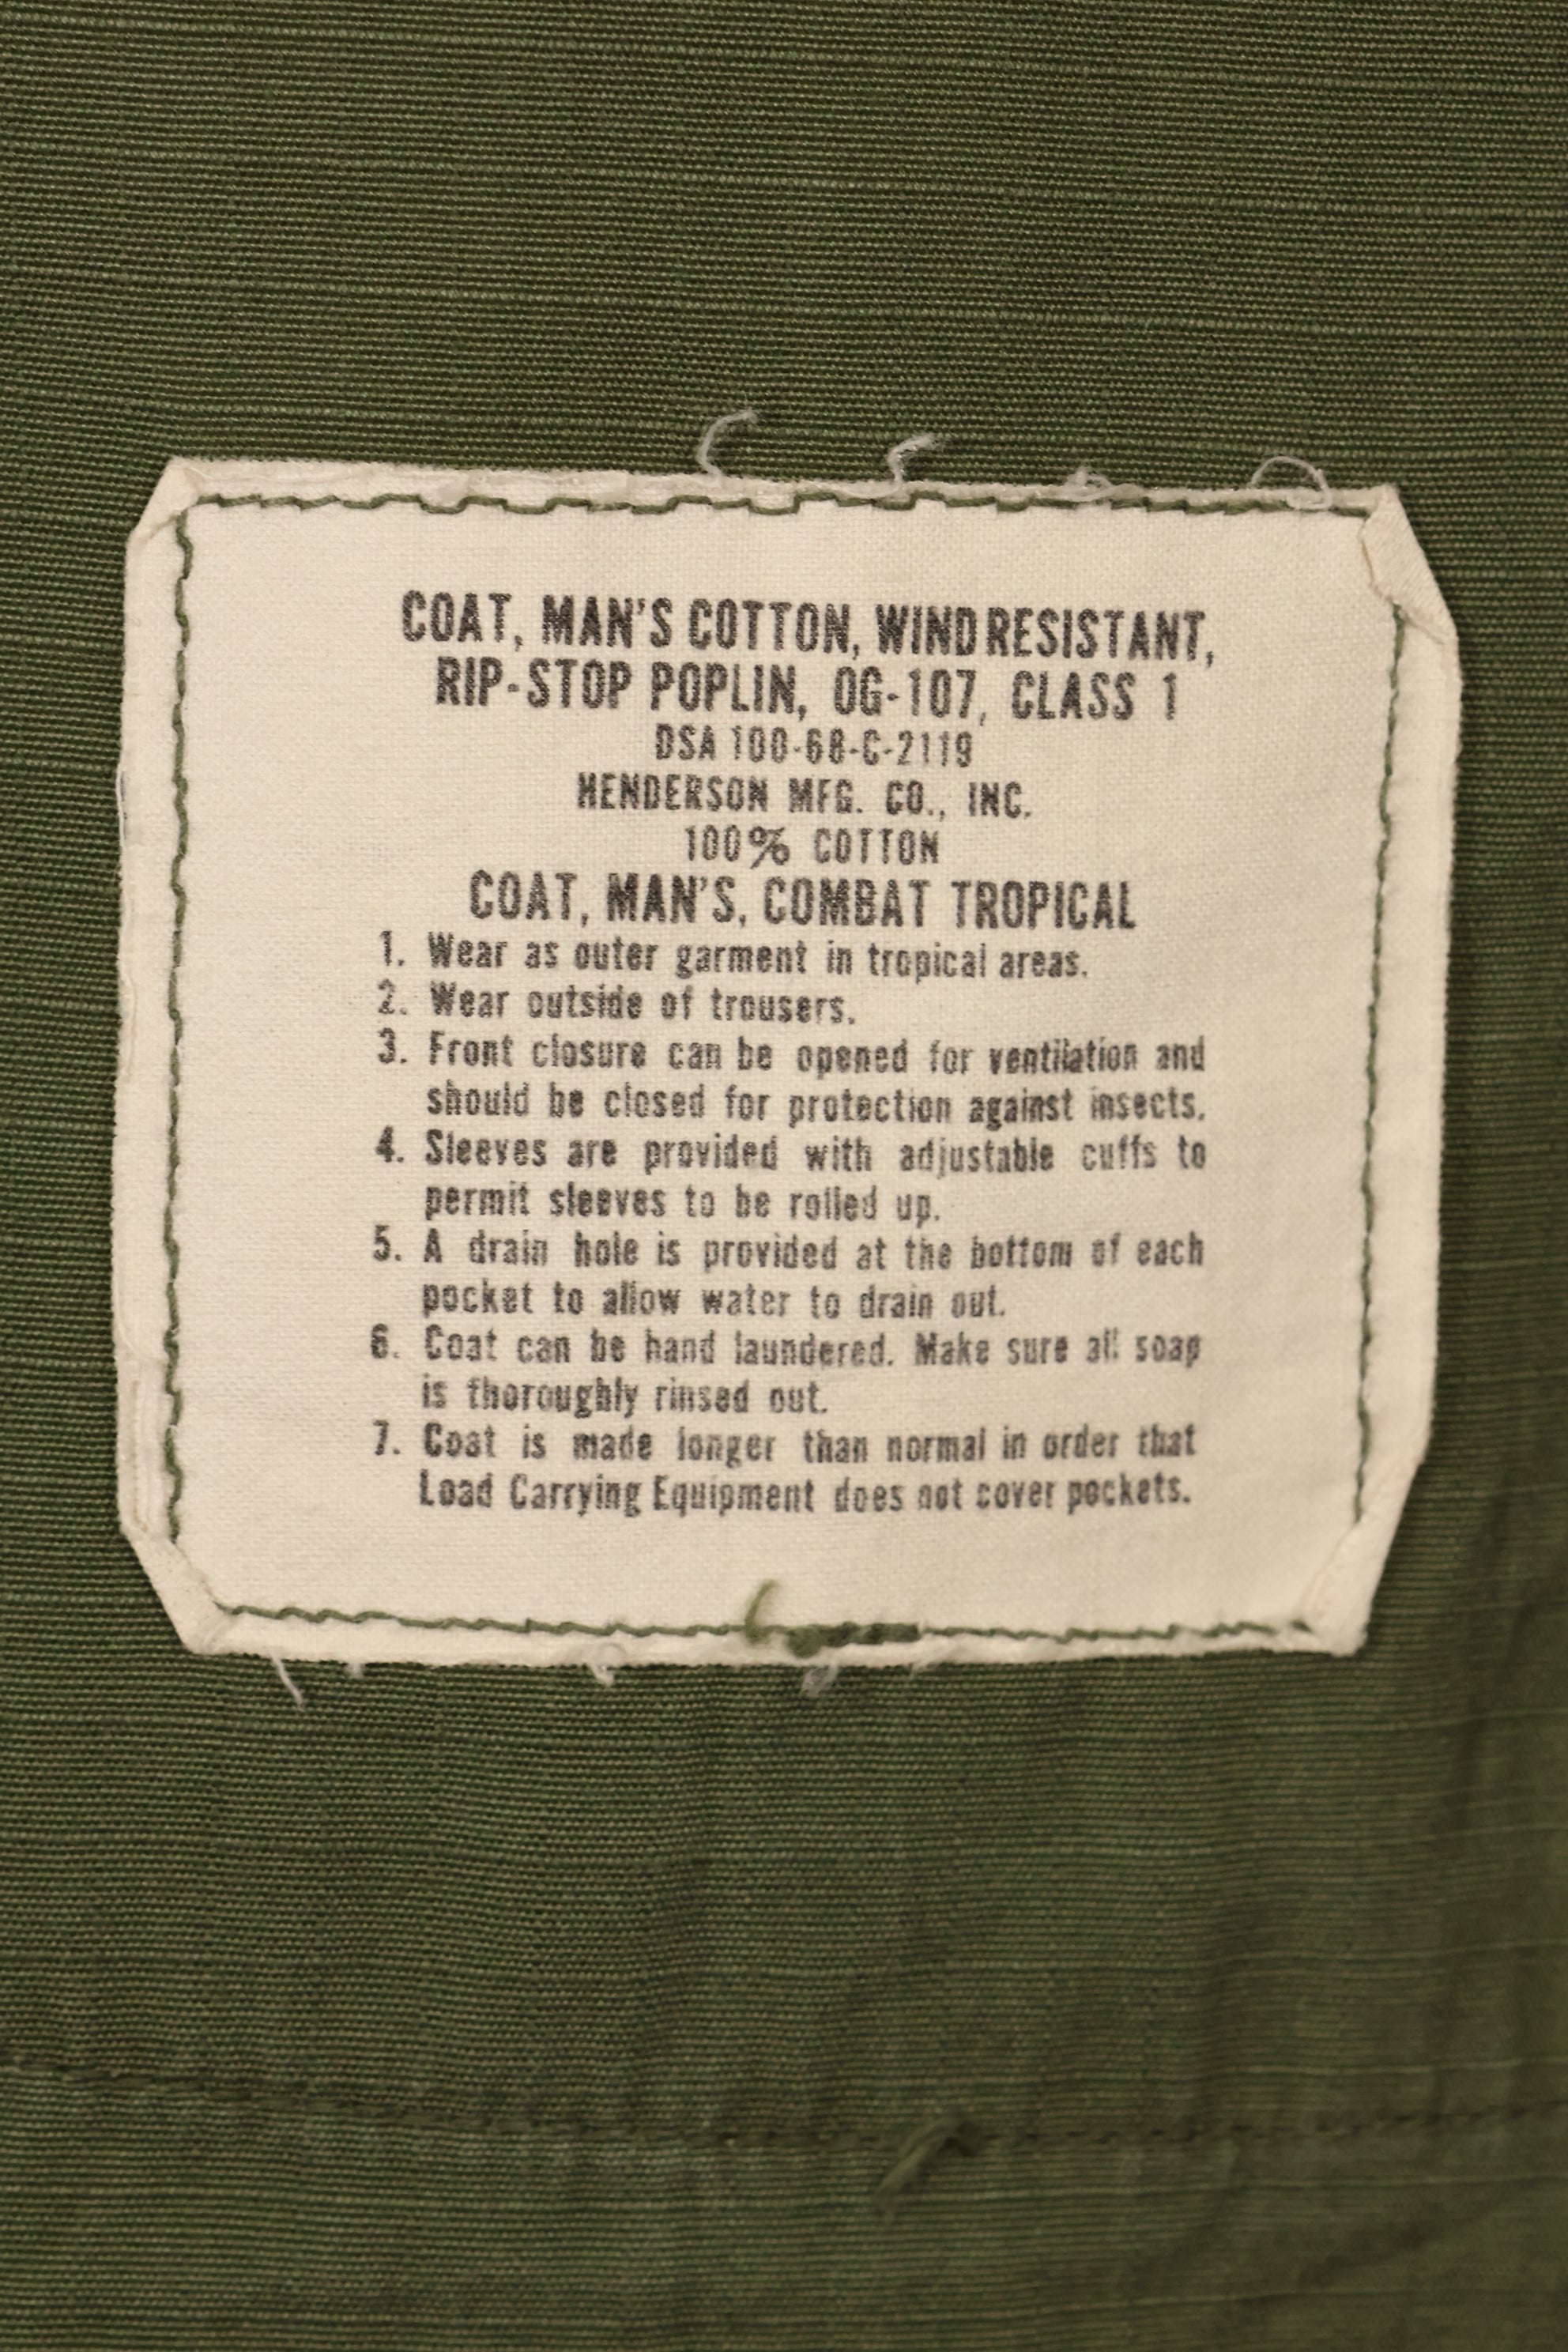 COAT, MAN'S COTTON, WIND RESISTANT,
RIP-STOP POPLIN, OG-107, CLASS 1
DSA 100-68-C-2119
HENDERSON MFG. CO., INC.
100% COTTON
COAT, MAN'S, COMBAT TROPICAL
1. Wear as outer garment in tropical areas.
2. Wear outside of trousers.
3. Front closure can be opened for ventilation and
should be closed for protection against insects.
4. Sleeves are provided with adjustable cuffs to
permit sleeves to be rolled up.
5. A drain hole is provided at the bottom of each
pocket to allow water to drain out.
6. Coat can be hand laundered. Make sure all soap
is thoroughly rinsed out.
7. Coat is made longer than normal in order that
Load Carrying Equipment does not cover pockets.